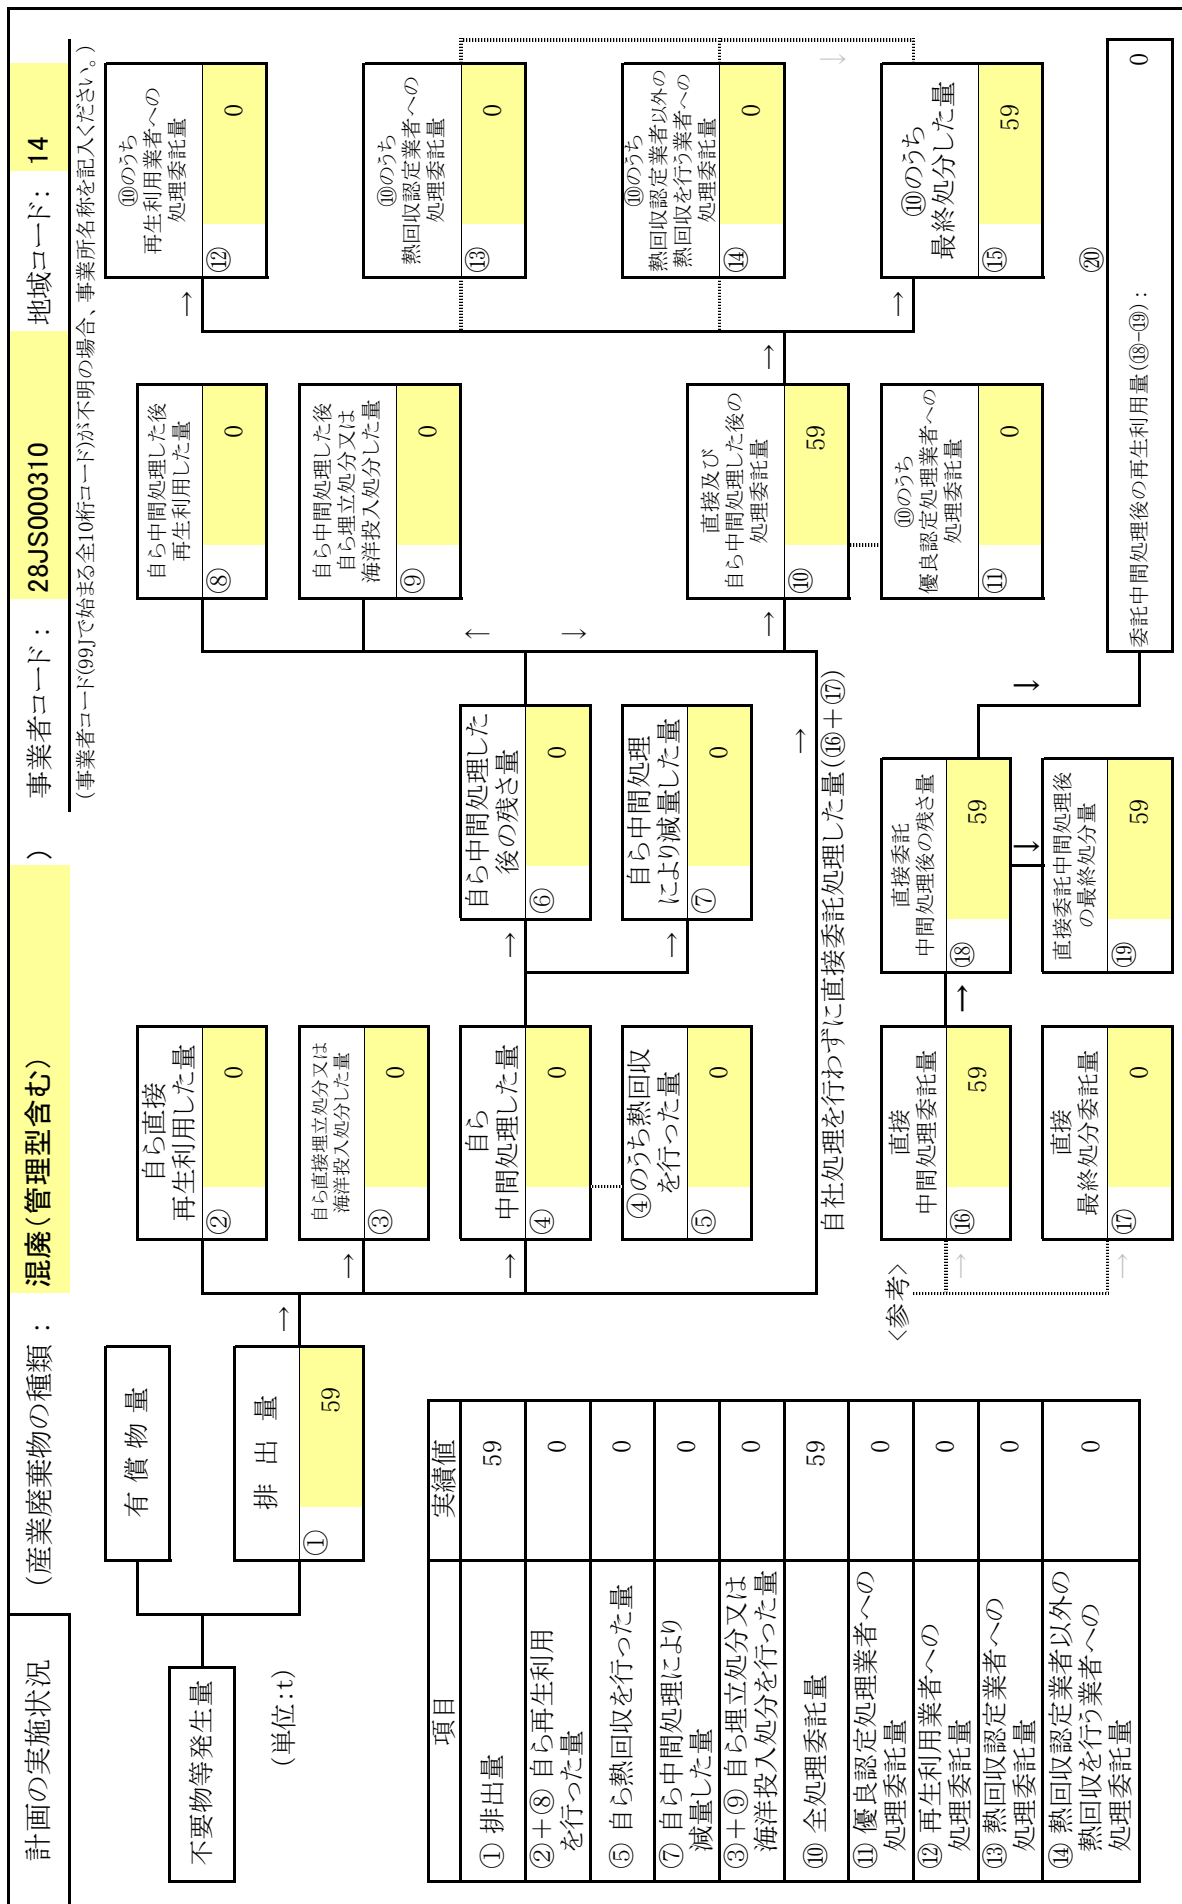 計画の実施状況
(産業廃棄物の種類: 混廃(管理型含む) )
事業者コード: 28JS000310 地域コード: 14
(事業者コード(99Jで始まる全10桁コード)が不明の場合、事業所名称を記入ください。)
不要物等発生量
(単位:t)
有 償 物 量
排 出 量
① 59
→
自ら直接
再生利用した量
② 0
→
自ら直接埋立処分又は
海洋投入処分した量
③ 0
→
自ら
中間処理した量
④ 0
④のうち熱回収
を行った量
⑤ 0
→
自ら中間処理した
後の残さ量
⑥ 0
→
自ら中間処理
により減量した量
⑦ 0
↑
↓
自ら中間処理した後
再生利用した量
⑧ 0
自ら中間処理した後
自ら埋立処分又は
海洋投入処分した量
⑨ 0
→
直接及び
自ら中間処理した後の
処理委託量
⑩ 59
⑩のうち
優良認定処理業者への
処理委託量
⑪ 0
→
→
⑩のうち
再生利用業者への
処理委託量
⑫ 0
⑩のうち
熱回収認定業者への
処理委託量
⑬ 0
⑩のうち
熱回収認定業者以外の
熱回収を行う業者への
処理委託量
⑭ 0
↓
→
⑩のうち
最終処分した量
⑮ 59
→
自社処理を行わずに直接委託処理した量(⑯+⑰)
<参考>
→
直接
中間処理委託量
⑯ 59
→
直接
最終処分委託量
⑰ 0
→
直接委託
中間処理後の残さ量
⑱ 59
↓
直接委託中間処理後
の最終処分量
⑲ 59
↓
⑳
委託中間処理後の再生利用量(⑱-⑲): 0
項目 実績値
① 排出量 59
②+⑧ 自ら再生利用
を行った量 0
⑤ 自ら熱回収を行った量 0
⑦ 自ら中間処理により
減量した量 0
③+⑨ 自ら埋立処分又は
海洋投入処分を行った量 0
⑩ 全処理委託量 59
⑪ 優良認定処理業者への
処理委託量 0
⑫ 再生利用業者への
処理委託量 0
⑬ 熱回収認定業者への
処理委託量 0
⑭ 熱回収認定業者以外の
熱回収を行う業者への
処理委託量 0